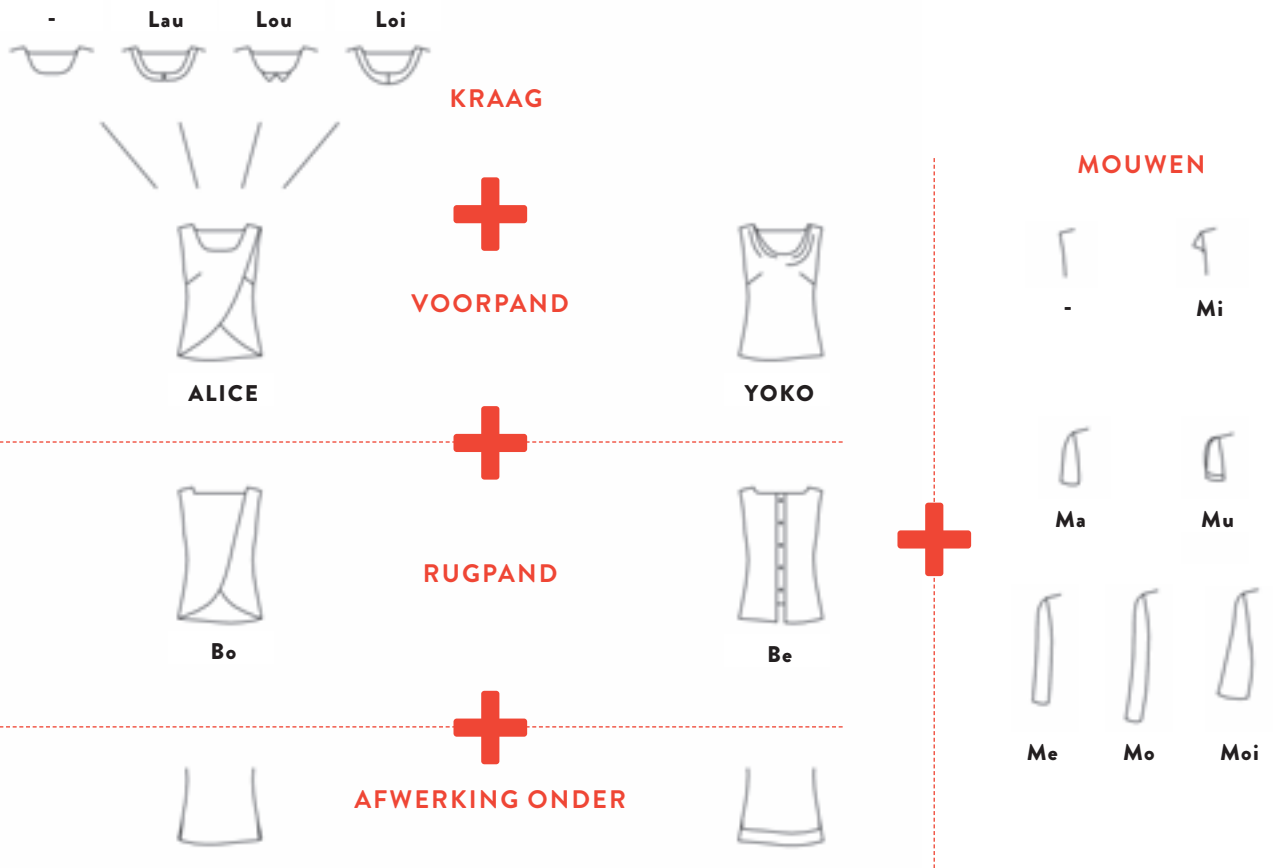 -
Lau
Lou
Loi
KRAAG
MOUWEN
-
Mi
VOORPAND
ALICE
YOKO
Ma
Mu
RUGPAND
Bo
Be
Me
Mo
Moi
AFWERKING ONDER